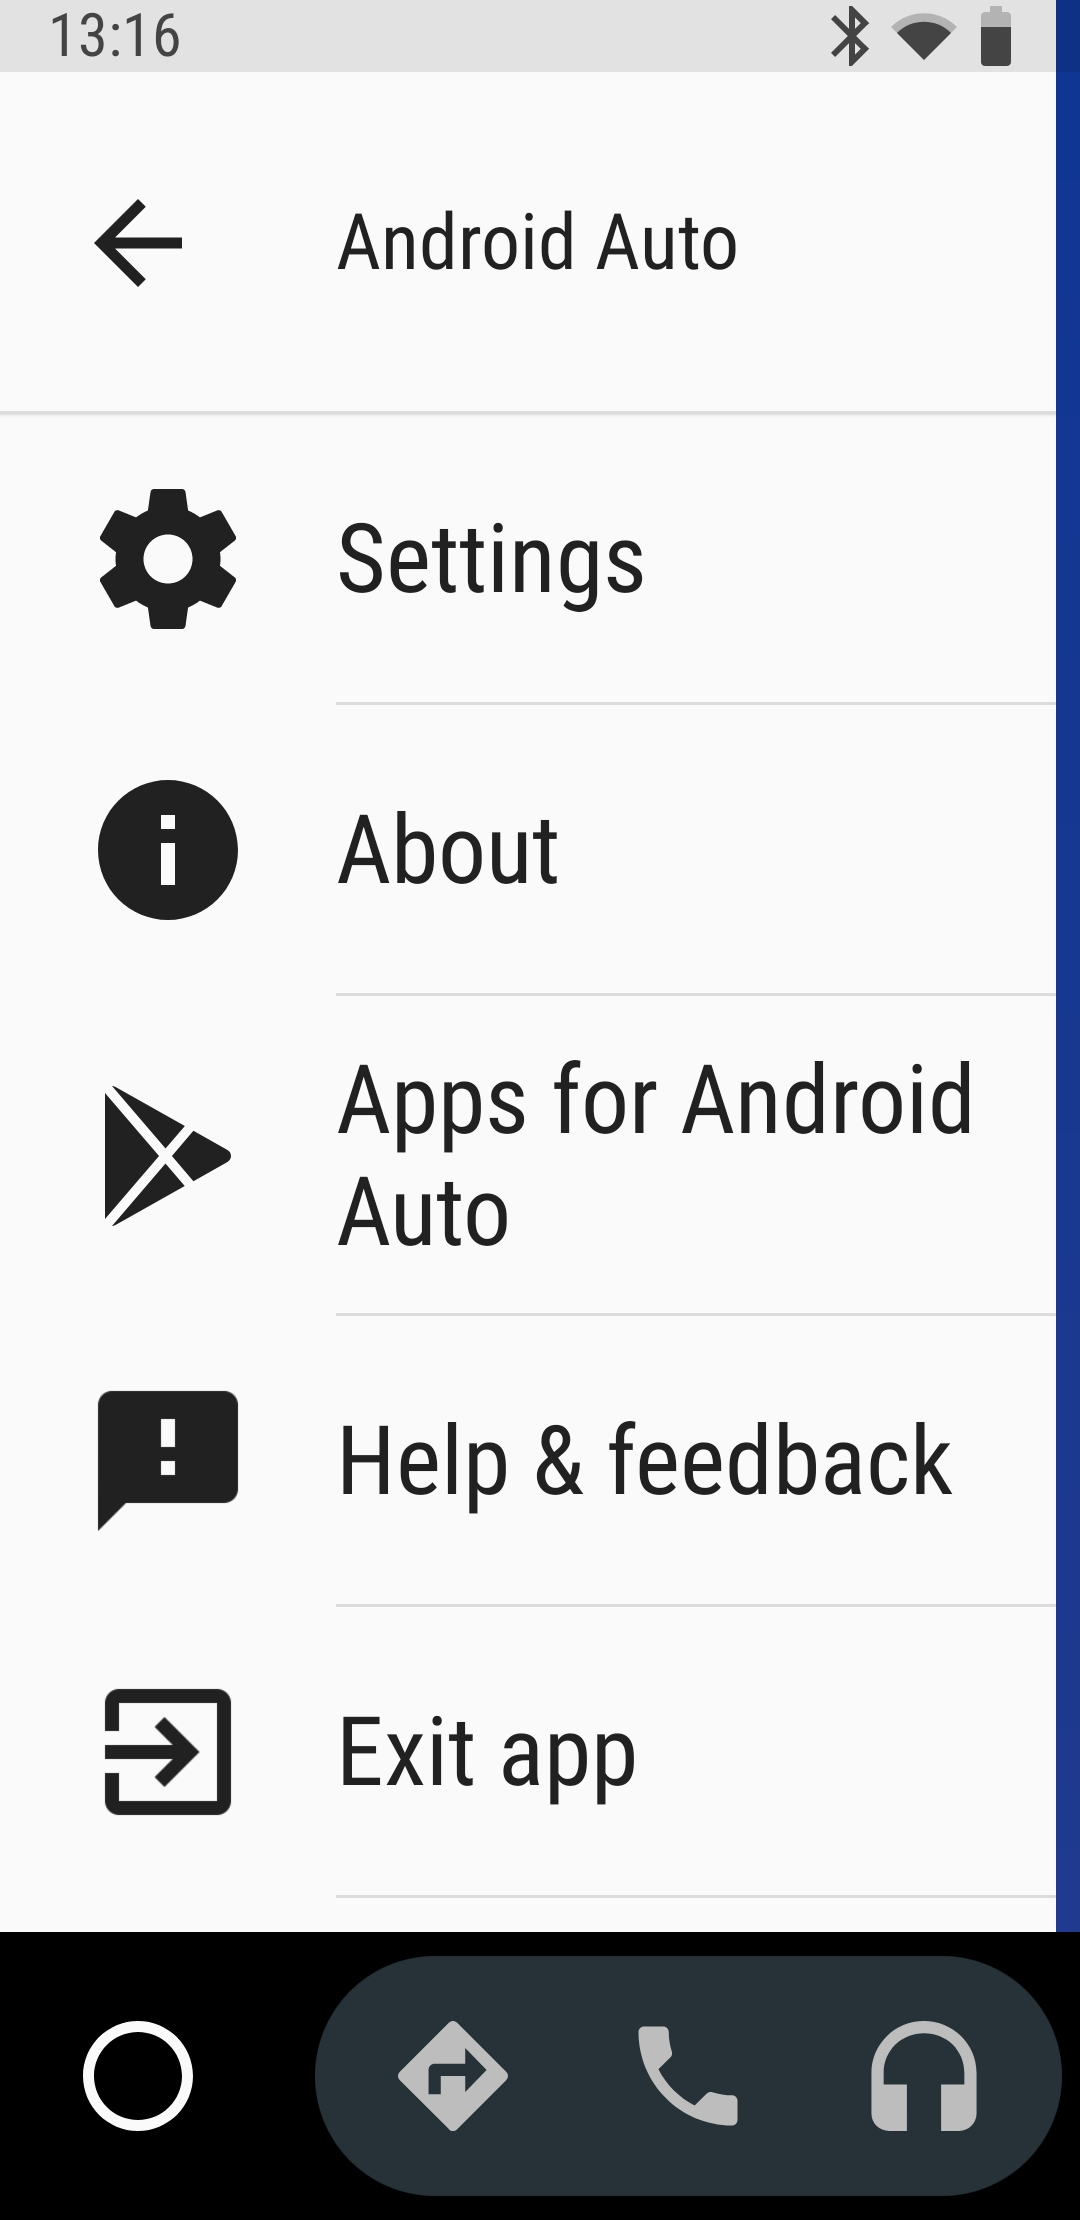 13:16
Android Auto
Settings
About
Apps for Android
Auto
Help & feedback
Exit app